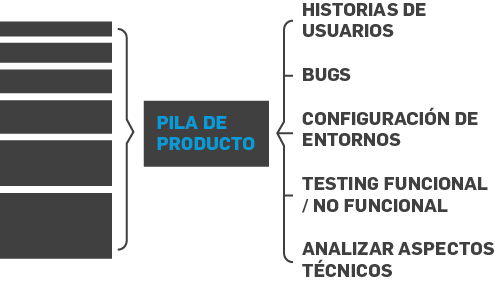 PILA DE
PRODUCTO
HISTORIAS DE
USUARIOS
BUGS
CONFIGURACIÓN DE
ENTORNOS
TESTING FUNCIONAL
/ NO FUNCIONAL
ANALIZAR ASPECTOS
TÉCNICOS